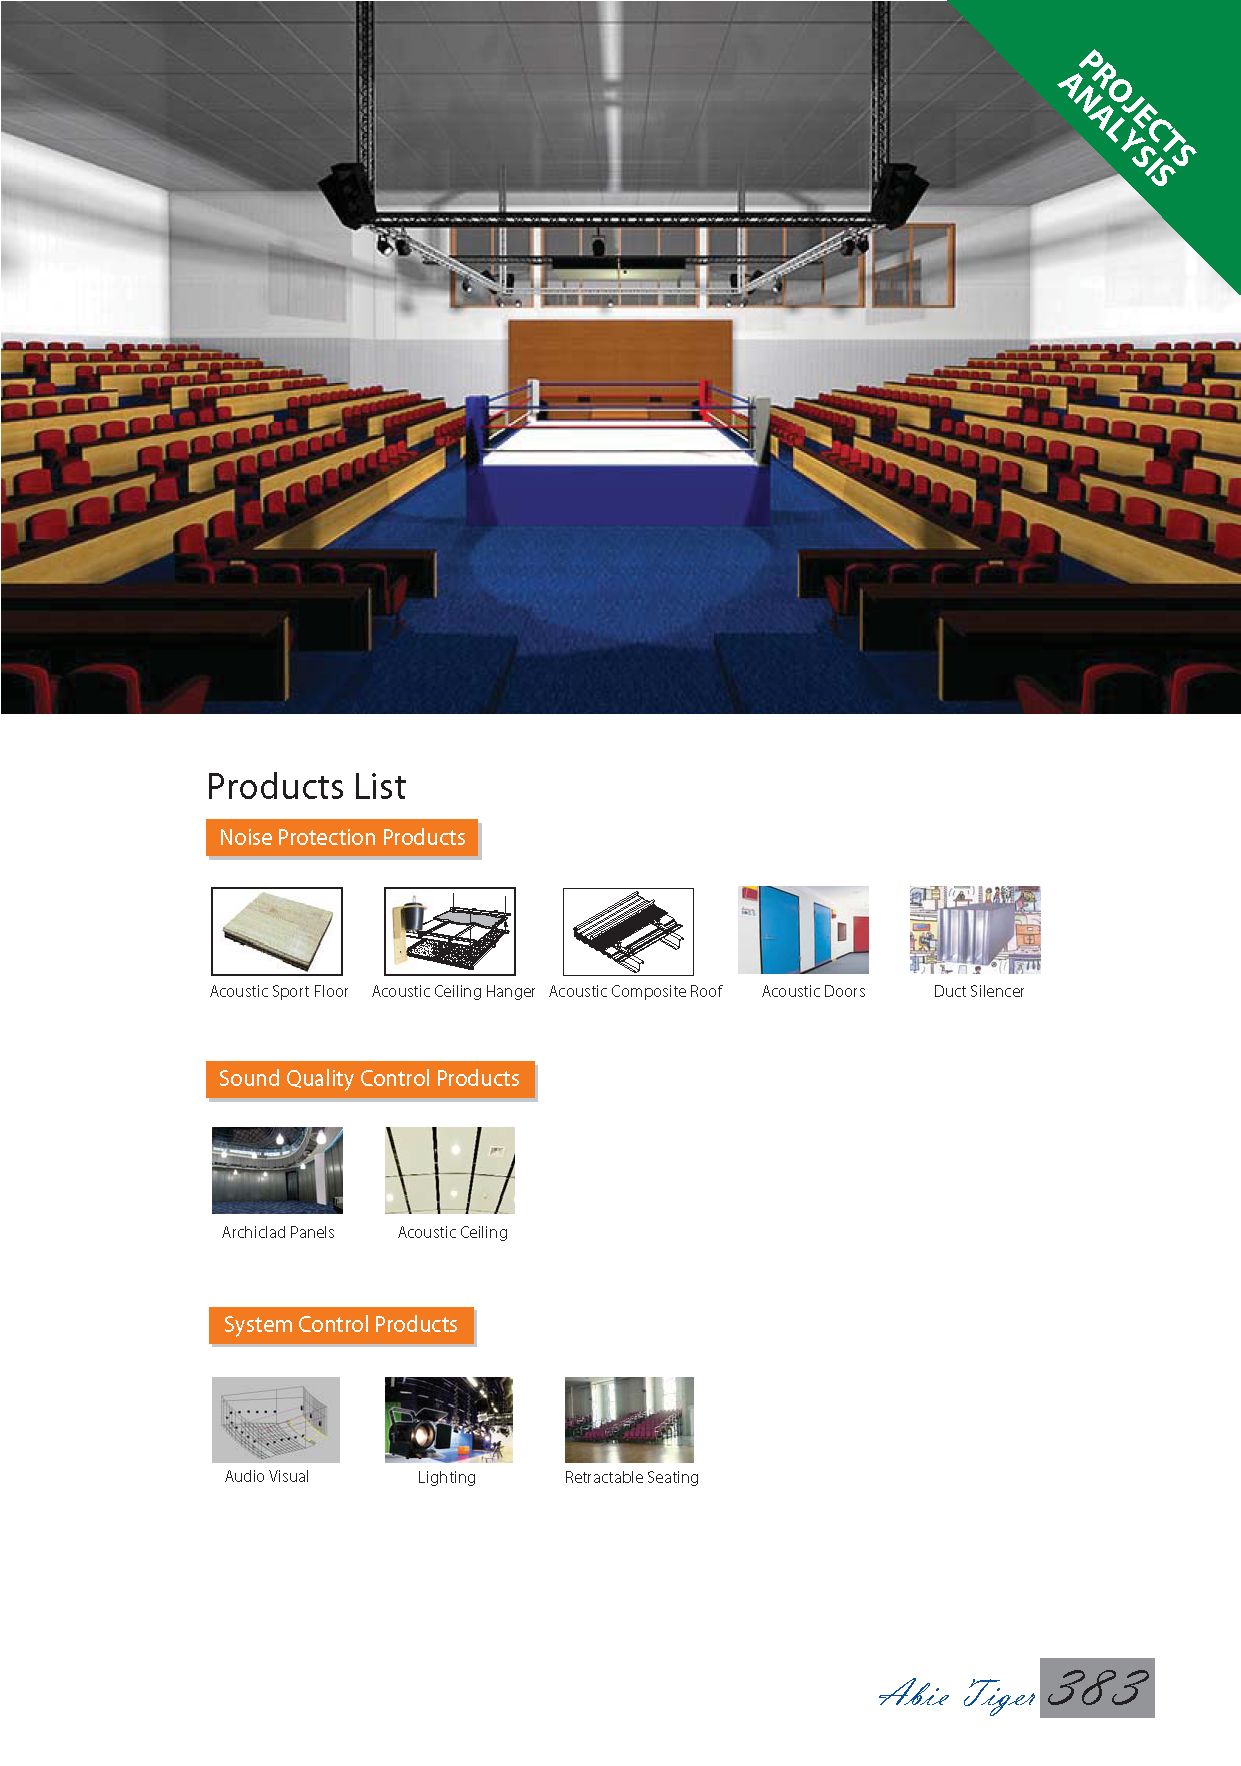 PROJECTS
ANALYSIS
Products List
Noise Protection Products
Acoustic Sport Floor
Acoustic Ceiling Hanger
Acoustic Composite Roof
Acoustic Doors
Duct Silencer
Sound Quality Control Products
Archiclad Panels
Acoustic Ceiling
System Control Products
Audio Visual
Lighting
Retractable Seating
Abie Tiger 383